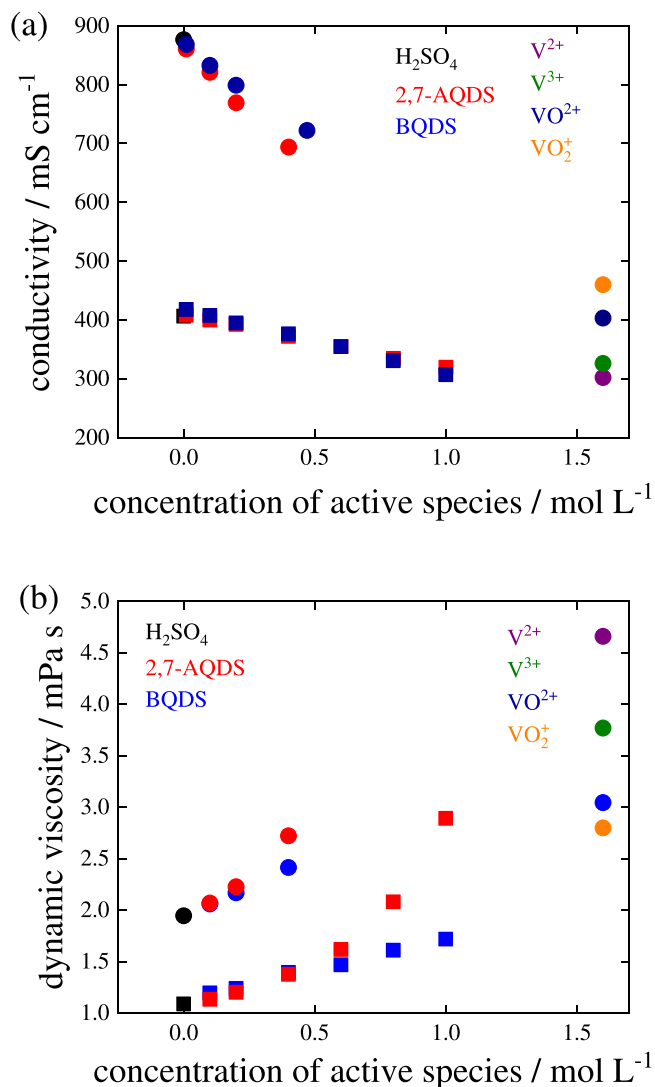 (a)
900
800
700
600
500
400
300
200
conductivity / mS cm⁻¹
H₂SO₄
2,7-AQDS
BQDS
V²⁺
V³⁺
VO²⁺
VO₂⁺
0.0 0.5 1.0 1.5
concentration of active species / mol L⁻¹
(b)
5.0
4.5
4.0
3.5
3.0
2.5
2.0
1.5
1.0
dynamic viscosity / mPa s
H₂SO₄
2,7-AQDS
BQDS
V²⁺
V³⁺
VO²⁺
VO₂⁺
0.0 0.5 1.0 1.5
concentration of active species / mol L⁻¹